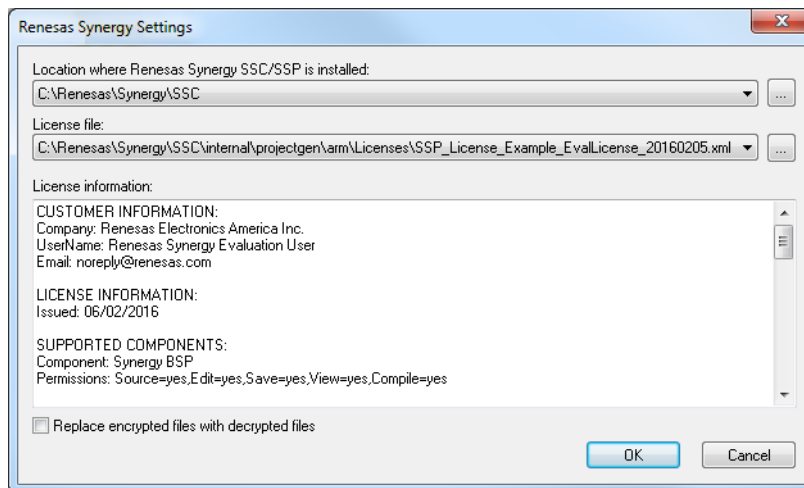 Renesas Synergy Settings
Location where Renesas Synergy SSC/SSP is installed:
C:\Renesas\Synergy\SSC
...
License file:
C:\Renesas\Synergy\SSC\internal\projectgen\arm\Licenses\SSP_License_Example_EvalLicense_20160205.xml
...
License information:
CUSTOMER INFORMATION:
Company: Renesas Electronics America Inc.
UserName: Renesas Synergy Evaluation User
Email: noreply@renesas.com
LICENSE INFORMATION:
Issued: 06/02/2016
SUPPORTED COMPONENTS:
Component: Synergy BSP
Permissions: Source=yes,Edit=yes,Save=yes,View=yes,Compile=yes
Replace encrypted files with decrypted files
OK
Cancel